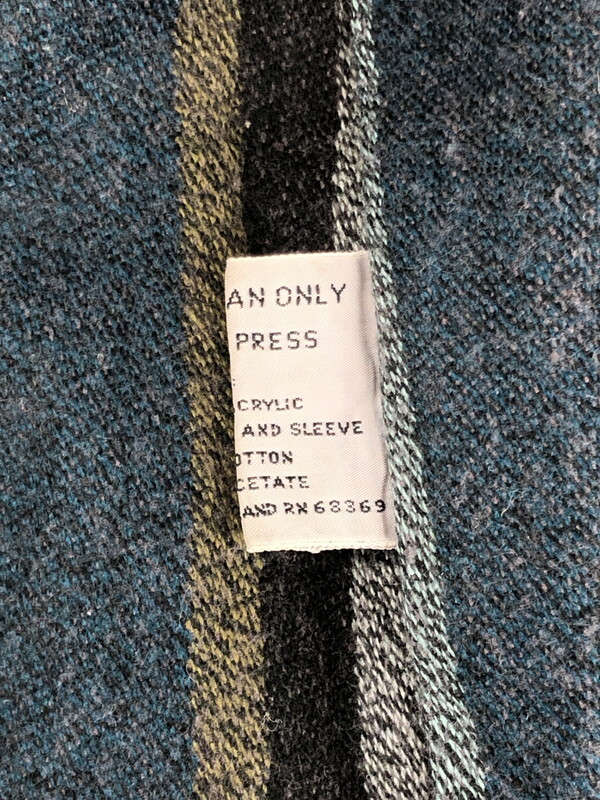 AN ONLY
PRESS
CRYLIC
AND SLEEVE
OTTON
CETATE
AND RN 68369